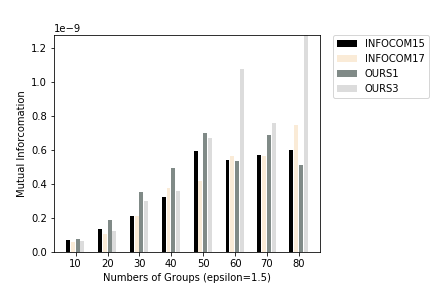 1e−9
INFOCOM15
INFOCOM17
OURS1
OURS3
1.2
1.0
0.8
0.6
0.4
0.2
0.0
Mutual Inforcomation
10 20 30 40 50 60 70 80
Numbers of Groups (epsilon=1.5)